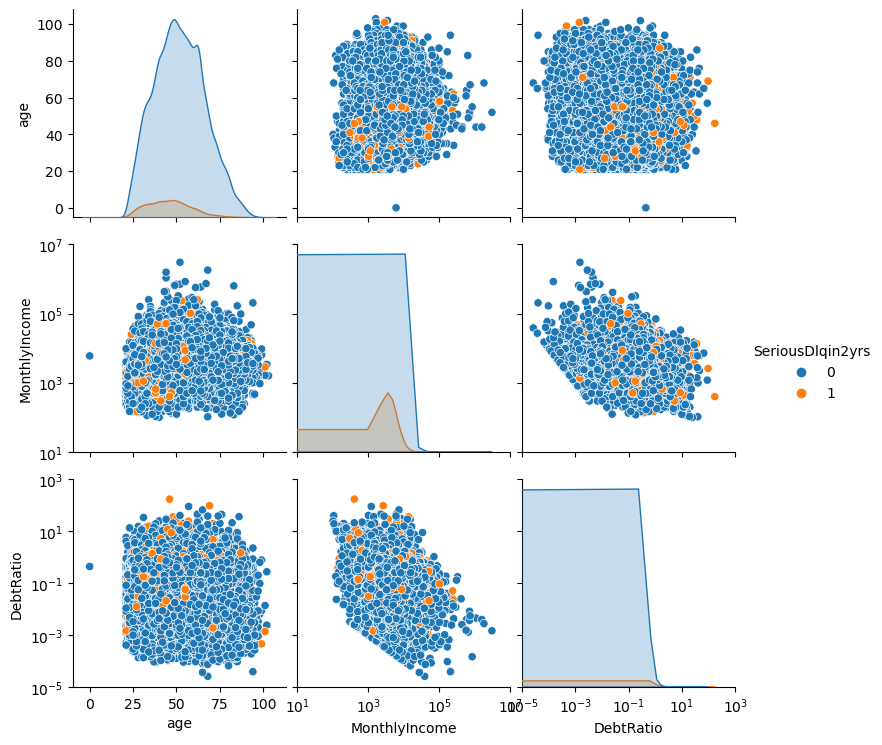 100
80
60
40
20
0
age
10^7
10^5
10^3
10^1
MonthlyIncome
SeriousDlqin2yrs
0
1
10^3
10^1
10^−1
10^−3
10^−5
DebtRatio
0 25 50 75 100
age
10^1 10^3 10^5 10^7
MonthlyIncome
10^−5 10^−3 10^−1 10^1 10^3
DebtRatio